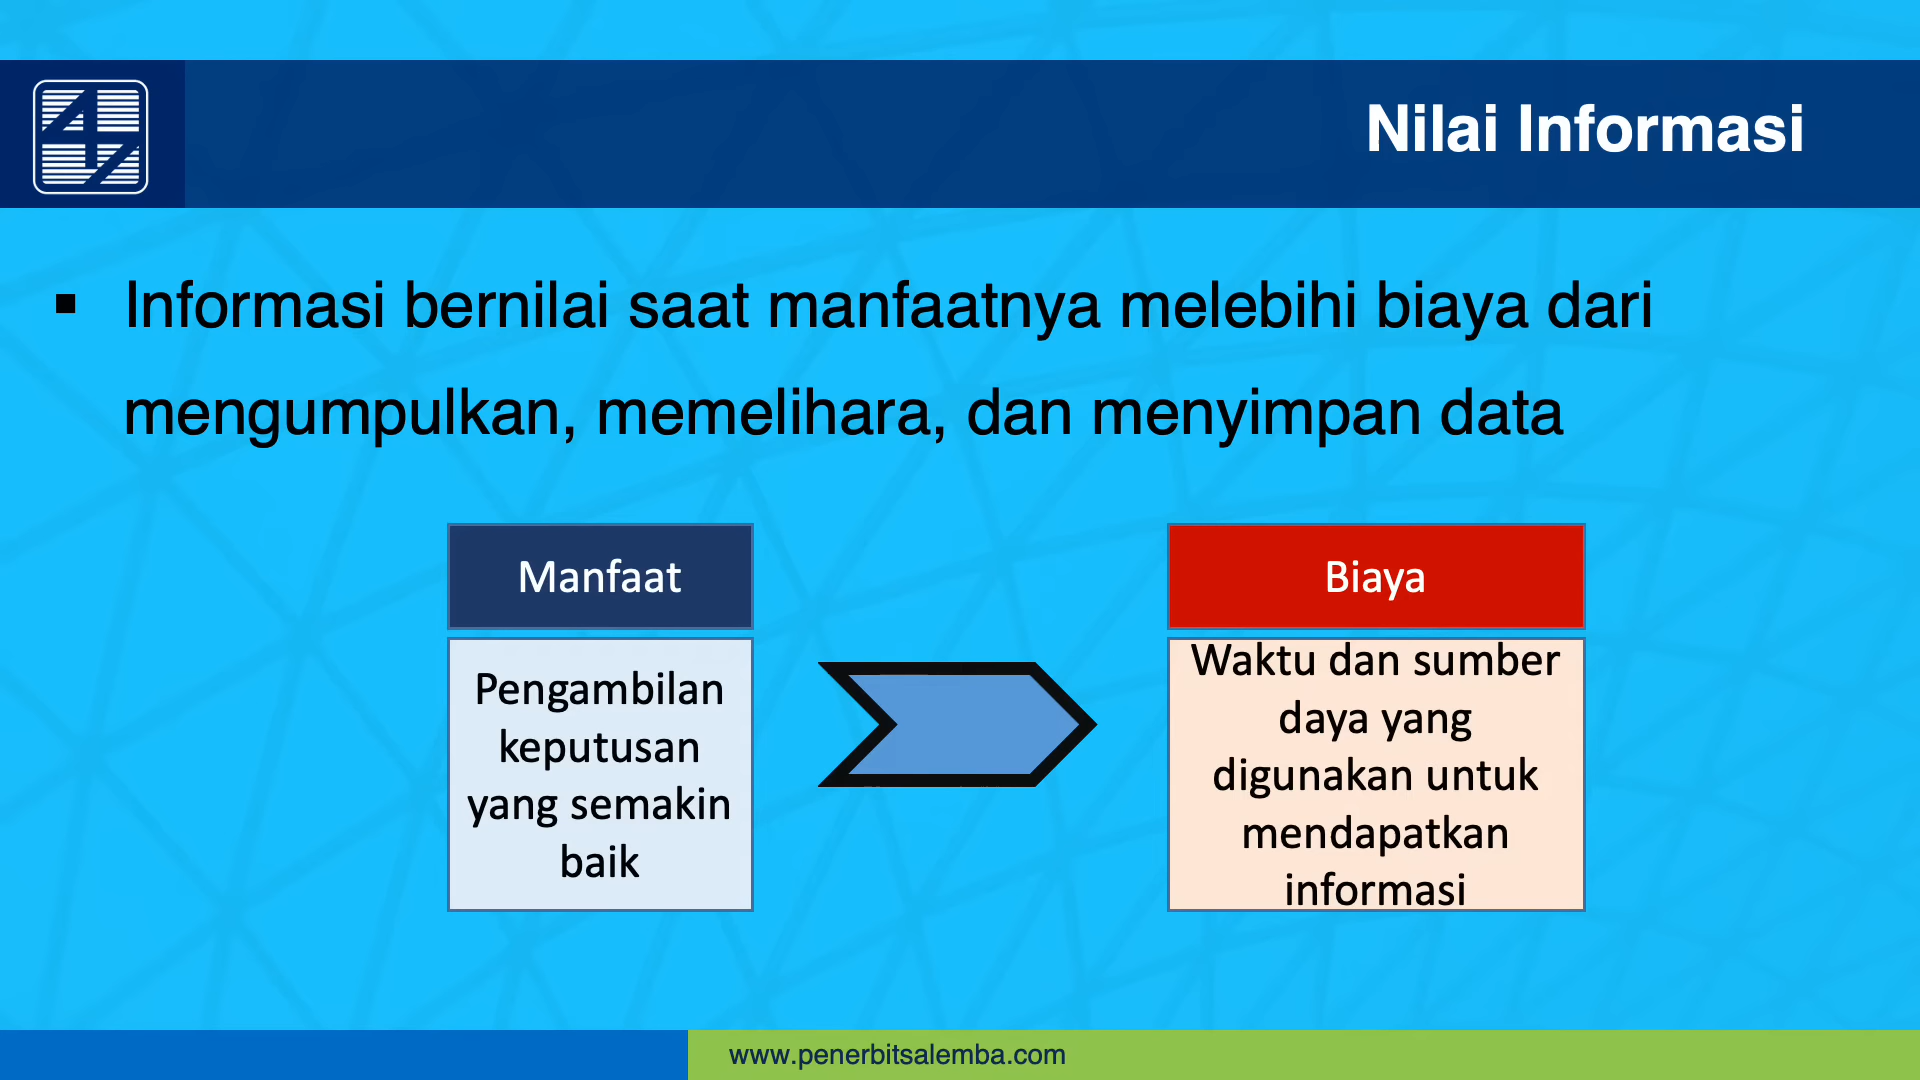 Nilai Informasi
▪ Informasi bernilai saat manfaatnya melebihi biaya dari
mengumpulkan, memelihara, dan menyimpan data
Manfaat
Pengambilan
keputusan
yang semakin
baik
Biaya
Waktu dan sumber
daya yang
digunakan untuk
mendapatkan
informasi
www.penerbitsalemba.com